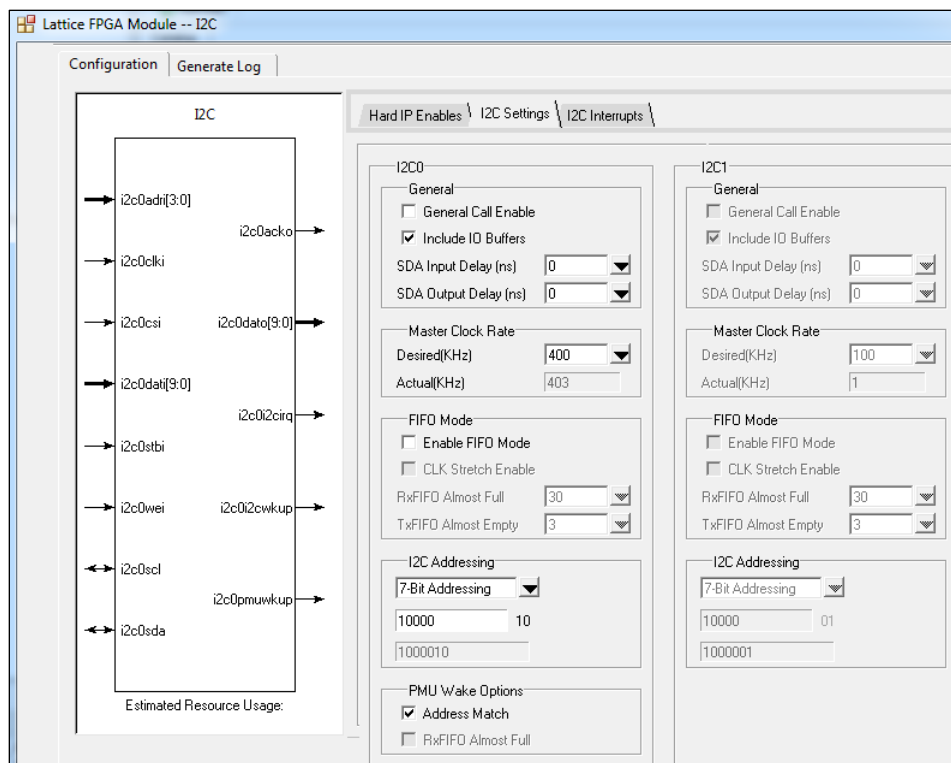 Lattice FPGA Module -- I2C
Configuration
Generate Log
I2C
i2c0adri[3:0]
i2c0acko
i2c0clki
i2c0csi
i2c0dato[9:0]
i2c0dati[9:0]
i2c0i2cirq
i2c0stbi
i2c0wei
i2c0i2cwkup
i2c0scl
i2c0pmuwkup
i2c0sda
Estimated Resource Usage:
Hard IP Enables
I2C Settings
I2C Interrupts
I2C0
General
General Call Enable
Include IO Buffers
SDA Input Delay (ns) 0
SDA Output Delay (ns) 0
Master Clock Rate
Desired(KHz) 400
Actual(KHz) 403
FIFO Mode
Enable FIFO Mode
CLK Stretch Enable
RxFIFO Almost Full 30
TxFIFO Almost Empty 3
I2C Addressing
7-Bit Addressing
10000 10
1000010
PMU Wake Options
Address Match
RxFIFO Almost Full
I2C1
General
General Call Enable
Include IO Buffers
SDA Input Delay (ns) 0
SDA Output Delay (ns) 0
Master Clock Rate
Desired(KHz) 100
Actual(KHz) 1
FIFO Mode
Enable FIFO Mode
CLK Stretch Enable
RxFIFO Almost Full 30
TxFIFO Almost Empty 3
I2C Addressing
7-Bit Addressing
10000 01
1000001